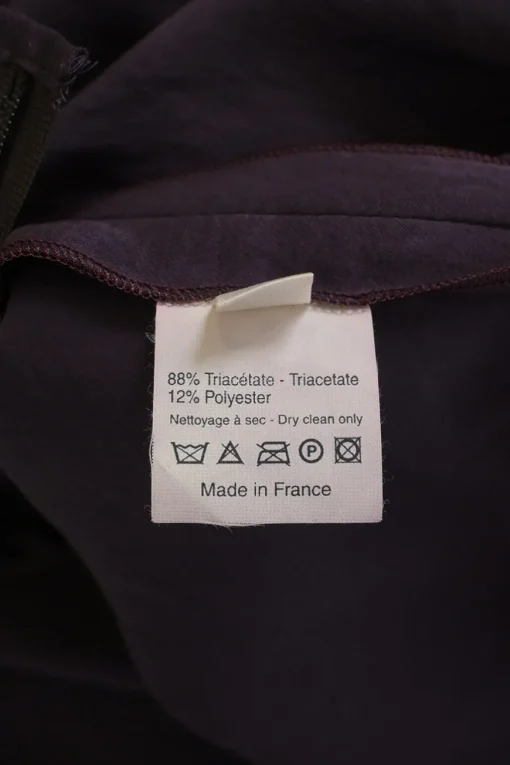 88% Triacétate - Triacetate
12% Polyester
Nettoyage à sec - Dry clean only
P
Made in France